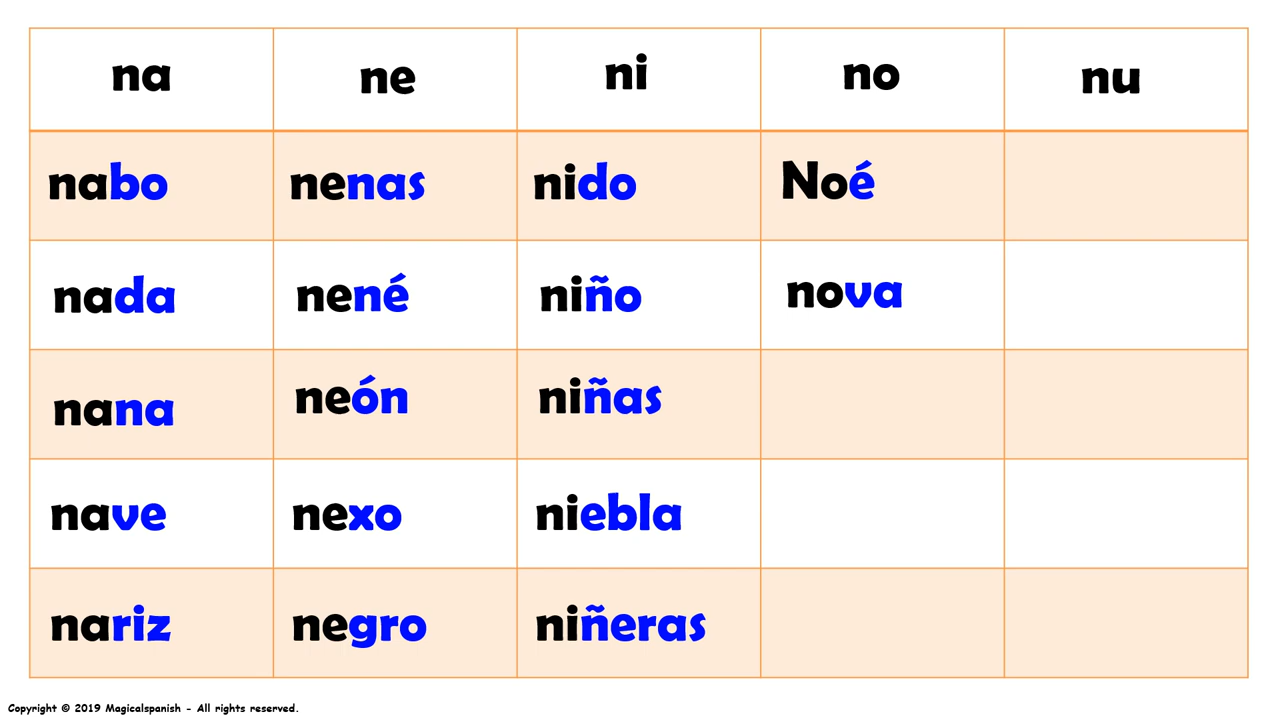 na ne ni no nu
nabo nenas nido Noé
nada nené niño nova
nana neón niñas
nave nexo niebla
nariz negro niñeras
Copyright © 2019 Magicalspanish - All rights reserved.